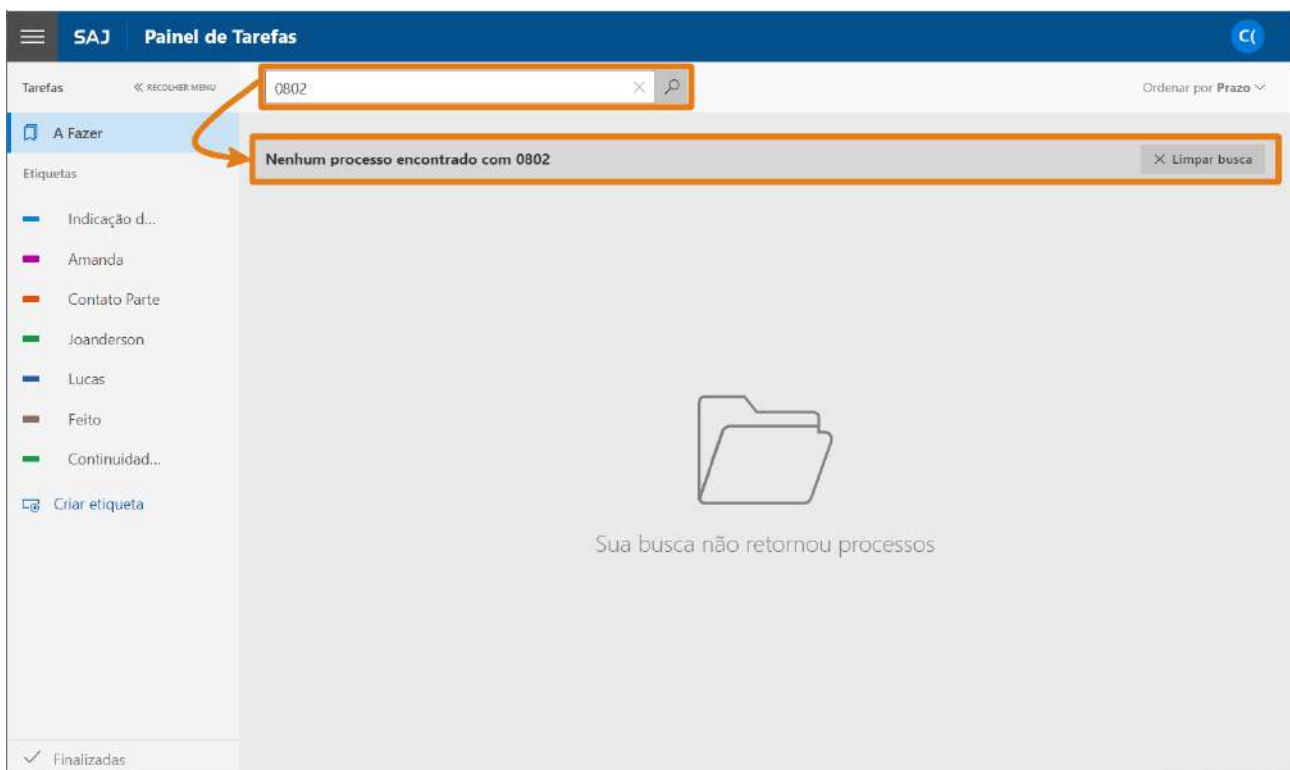 SAJ Painel de Tarefas C(
Tarefas RECOLHER MENU 0802 Ordenar por Prazo
A Fazer
Nenhum processo encontrado com 0802 Limpar busca
Etiquetas
Indicação d...
Amanda
Contato Parte
Joanderson
Lucas
Feito
Continuidad...
Criar etiqueta
Sua busca não retornou processos
Finalizadas